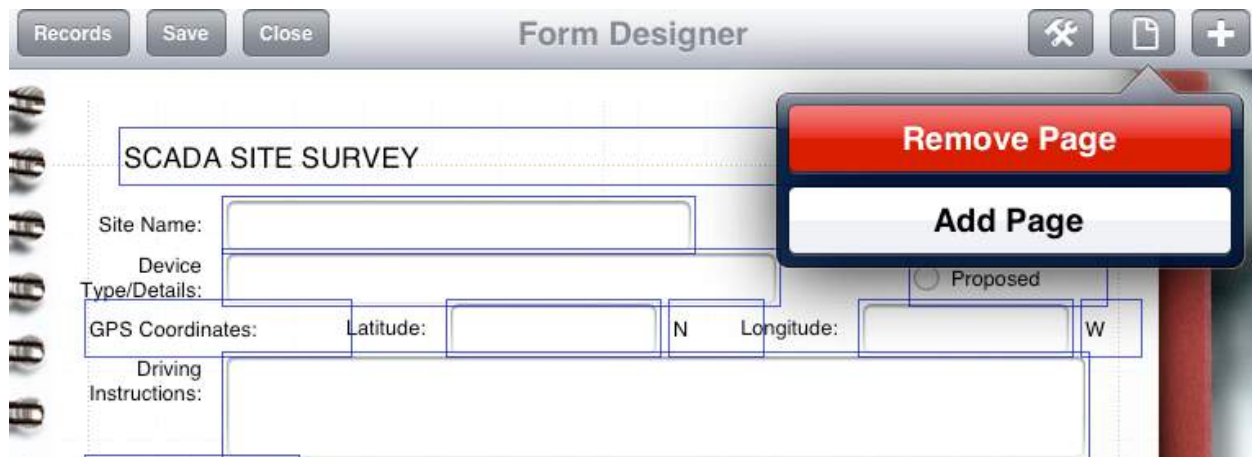 Records Save Close Form Designer
Remove Page
SCADA SITE SURVEY
Add Page
Site Name:
Device
Type/Details:
Proposed
GPS Coordinates: Latitude: N Longitude: W
Driving
Instructions: